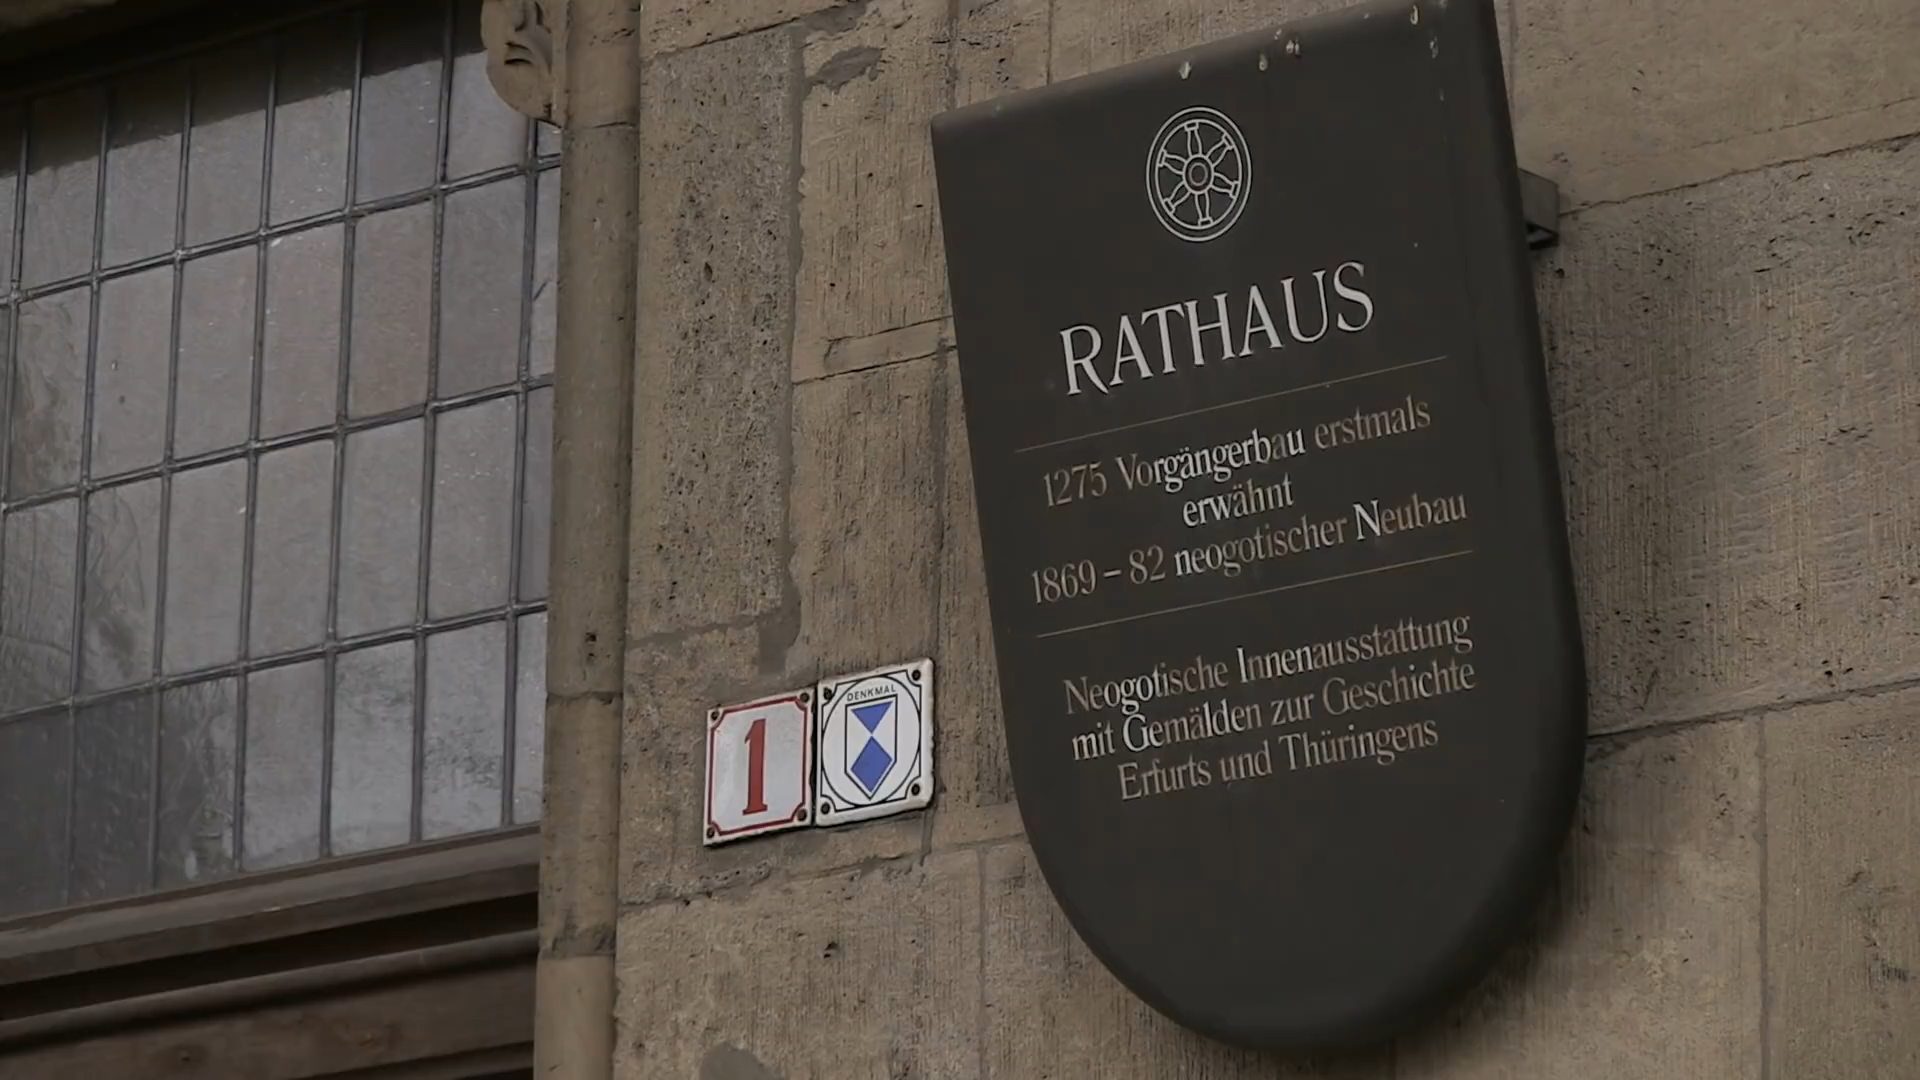 RATHAUS
1275 Vorgängerbau erstmals
erwähnt
1869 – 82 neogotischer Neubau
Neogotische Innenausstattung
mit Gemälden zur Geschichte
Erfurts und Thüringens
1
DENKMAL